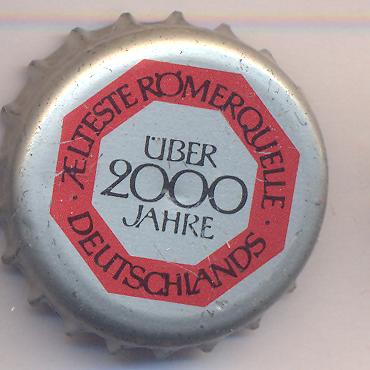 ÆLTESTE RÖMERQUELLE
ÜBER
2000
JAHRE
DEUTSCHLANDS